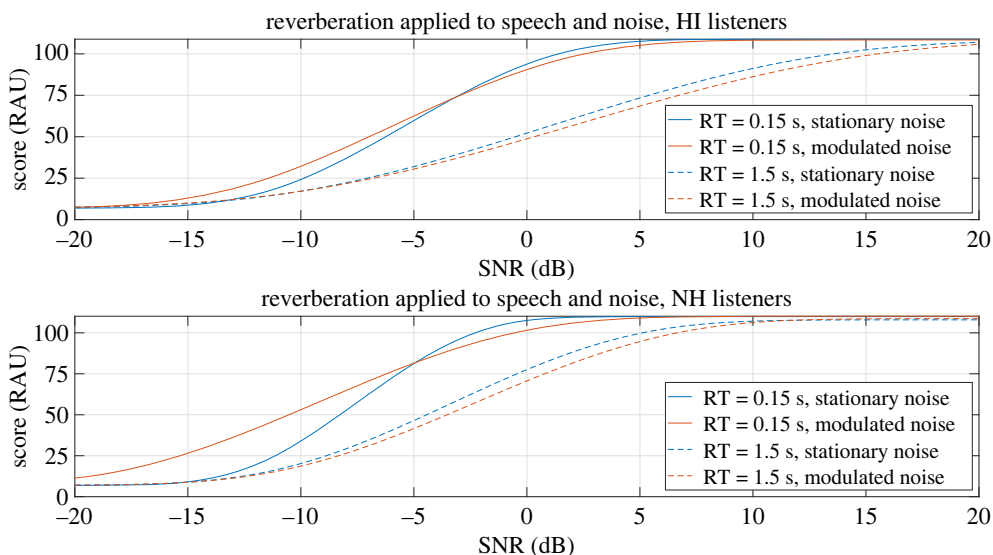 reverberation applied to speech and noise, HI listeners
score (RAU)
100
75
50
25
0
RT = 0.15 s, stationary noise
RT = 0.15 s, modulated noise
RT = 1.5 s, stationary noise
RT = 1.5 s, modulated noise
–20 –15 –10 –5 0 5 10 15 20
SNR (dB)
reverberation applied to speech and noise, NH listeners
score (RAU)
100
75
50
25
0
RT = 0.15 s, stationary noise
RT = 0.15 s, modulated noise
RT = 1.5 s, stationary noise
RT = 1.5 s, modulated noise
–20 –15 –10 –5 0 5 10 15 20
SNR (dB)